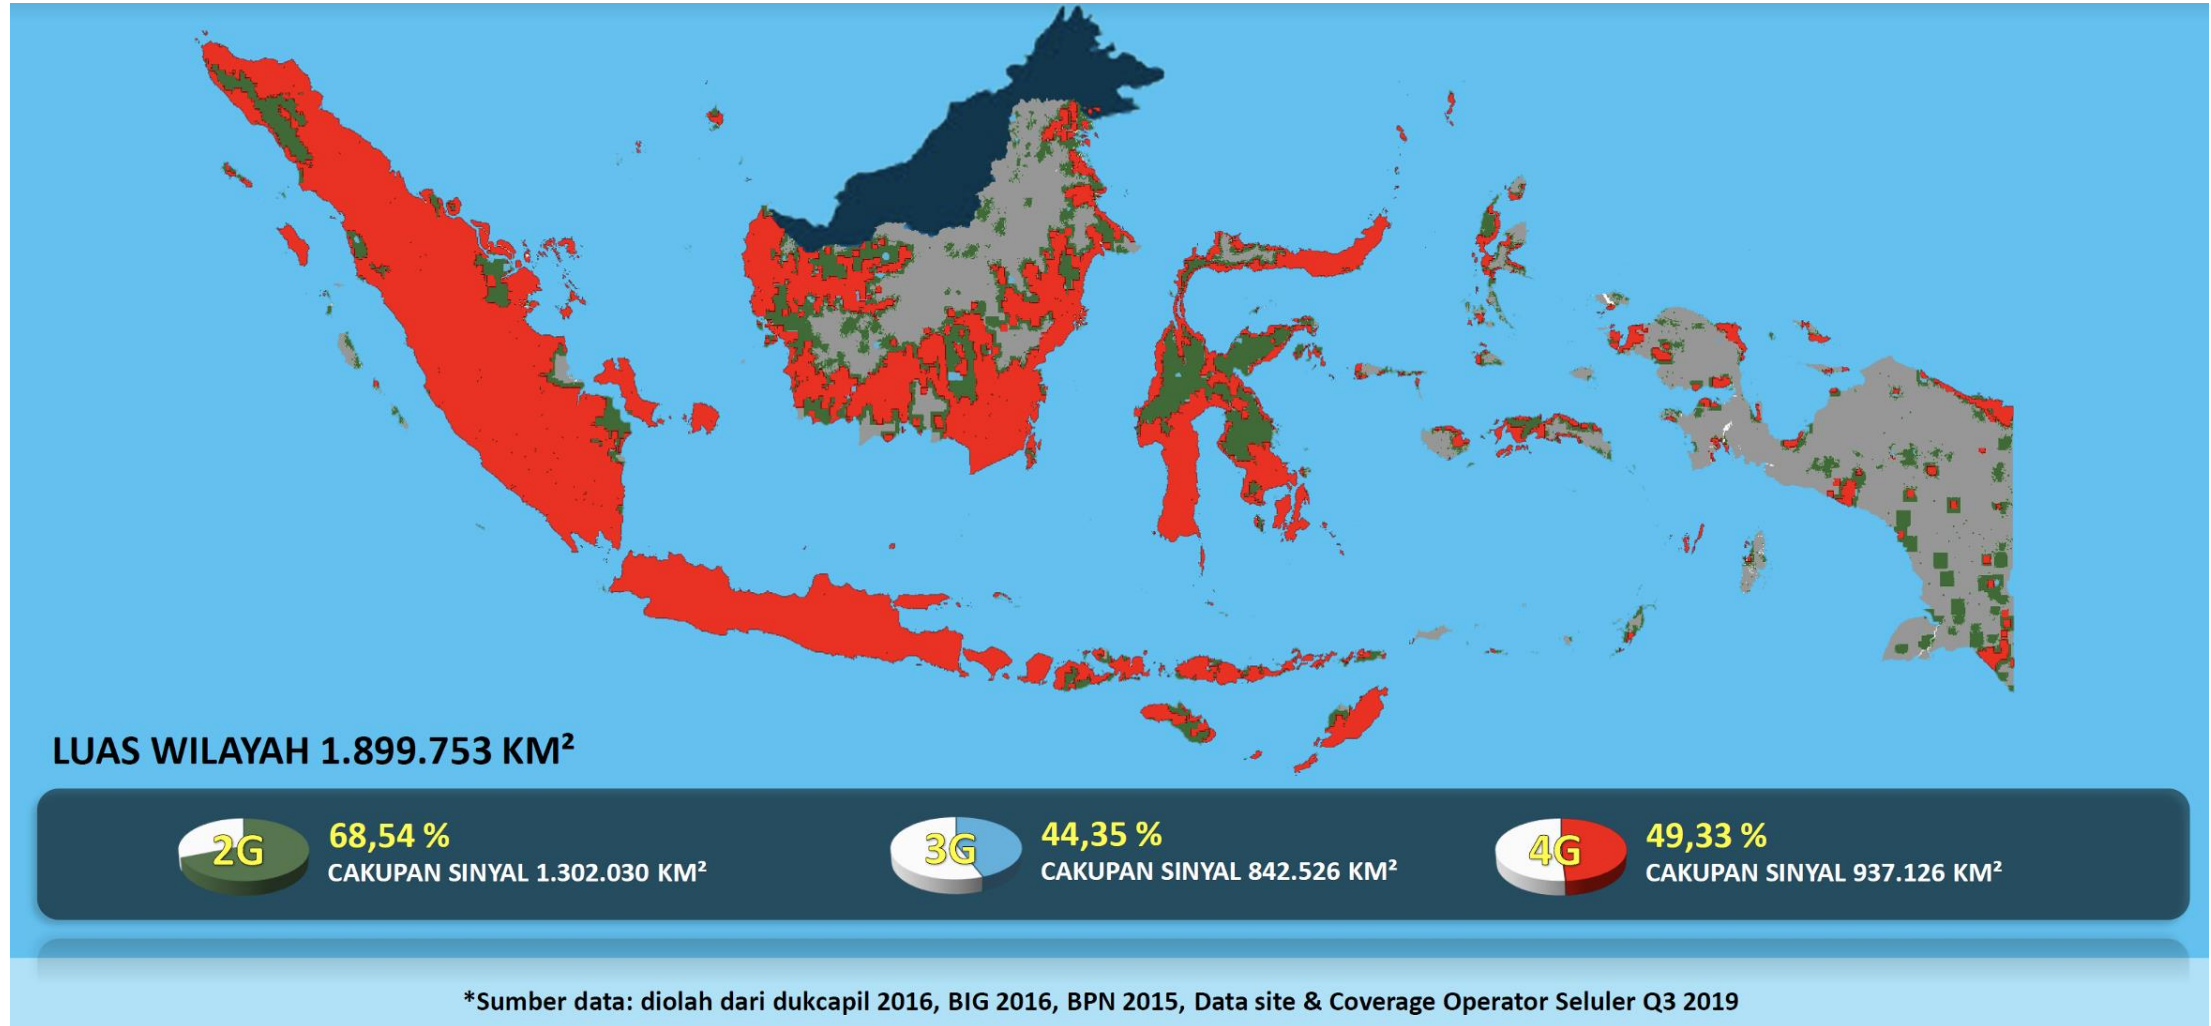 LUAS WILAYAH 1.899.753 KM²
2G
68,54 %
CAKUPAN SINYAL 1.302.030 KM²
3G
44,35 %
CAKUPAN SINYAL 842.526 KM²
4G
49,33 %
CAKUPAN SINYAL 937.126 KM²
*Sumber data: diolah dari dukcapil 2016, BIG 2016, BPN 2015, Data site & Coverage Operator Seluler Q3 2019